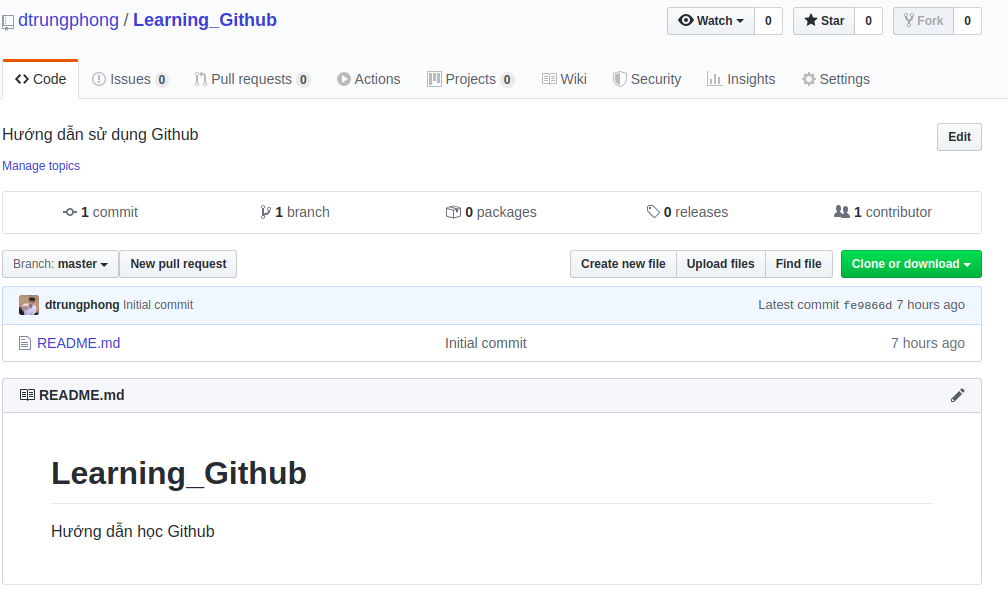 dtrungphong / Learning_Github Watch 0 Star 0 Fork 0
Code Issues 0 Pull requests 0 Actions Projects 0 Wiki Security Insights Settings
Hướng dẫn sử dụng Github Edit
Manage topics
1 commit 1 branch 0 packages 0 releases 1 contributor
Branch: master New pull request Create new file Upload files Find file Clone or download
dtrungphong Initial commit Latest commit fe9866d 7 hours ago
README.md Initial commit 7 hours ago
README.md
Learning_Github
Hướng dẫn học Github